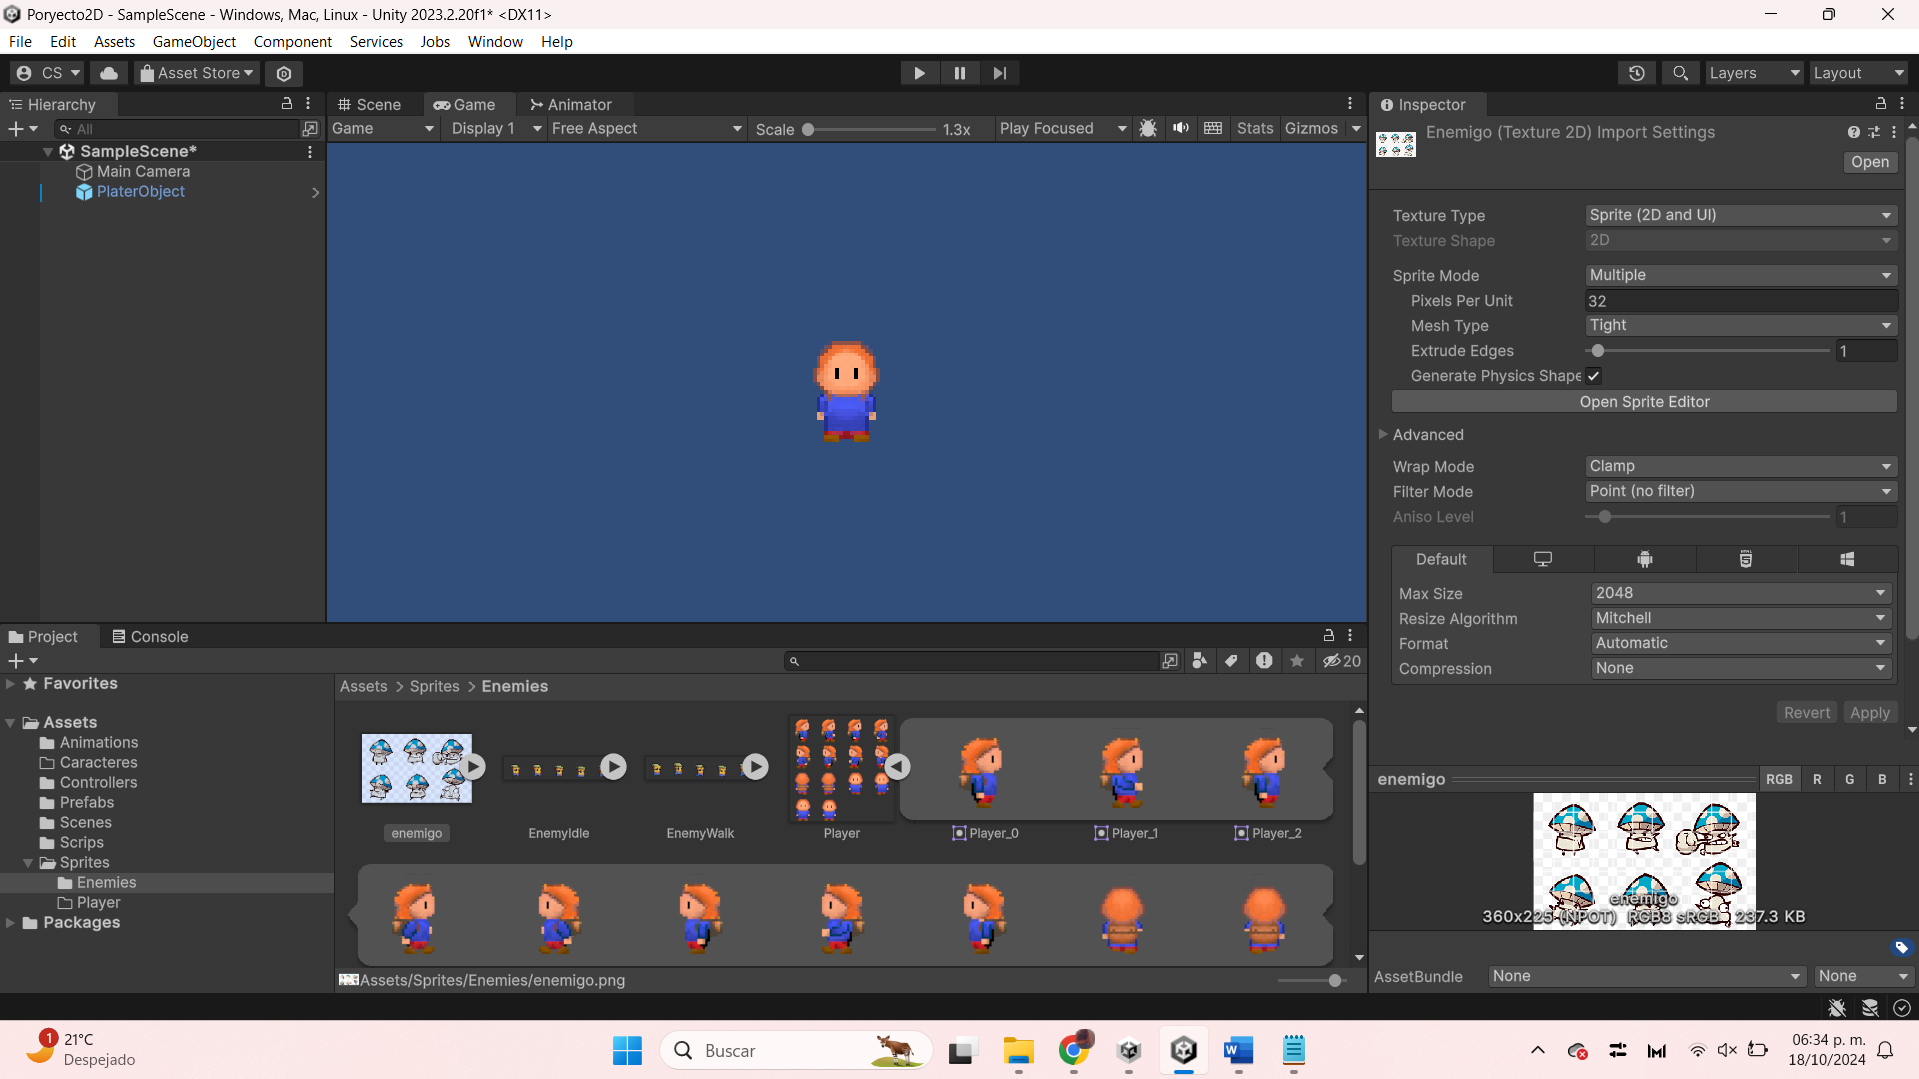 Poryecto2D - SampleScene - Windows, Mac, Linux - Unity 2023.2.20f1* <DX11>
File Edit Assets GameObject Component Services Jobs Window Help
CS Asset Store Layers Layout
Hierarchy
All
SampleScene*
Main Camera
PlaterObject
Scene Game Animator
Game Display 1 Free Aspect Scale 1.3x Play Focused Stats Gizmos
Inspector
Enemigo (Texture 2D) Import Settings
Open
Texture Type Sprite (2D and UI)
Texture Shape 2D
Sprite Mode Multiple
Pixels Per Unit 32
Mesh Type Tight
Extrude Edges 1
Generate Physics Shape
Open Sprite Editor
Advanced
Wrap Mode Clamp
Filter Mode Point (no filter)
Aniso Level 1
Default
Max Size 2048
Resize Algorithm Mitchell
Format Automatic
Compression None
Revert Apply
Project Console
20
Favorites
Assets
Animations
Caracteres
Controllers
Prefabs
Scenes
Scrips
Sprites
Enemies
Player
Packages
Assets > Sprites > Enemies
enemigo EnemyIdle EnemyWalk Player Player_0 Player_1 Player_2
Assets/Sprites/Enemies/enemigo.png
enemigo RGB R G B
enemigo
360x225 (NPOT) RGB8 sRGB 237.3 KB
AssetBundle None None
1
21°C
Despejado
Buscar
06:34 p. m.
18/10/2024